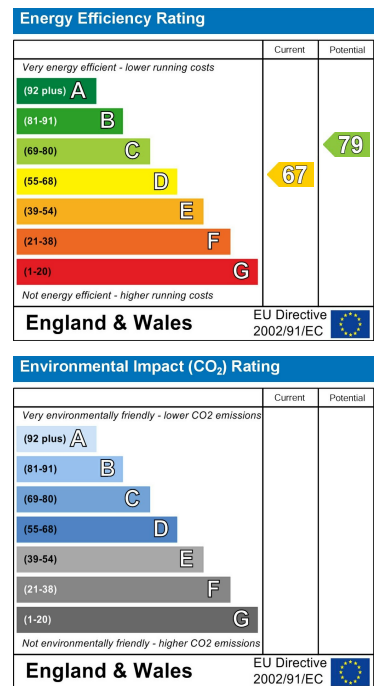 Energy Efficiency Rating
Current Potential
Very energy efficient - lower running costs
(92 plus) A
(81-91) B
(69-80) C
79
(55-68) D
67
(39-54) E
(21-38) F
(1-20) G
Not energy efficient - higher running costs
England & Wales
EU Directive
2002/91/EC
Environmental Impact (CO₂) Rating
Current Potential
Very environmentally friendly - lower CO2 emissions
(92 plus) A
(81-91) B
(69-80) C
(55-68) D
(39-54) E
(21-38) F
(1-20) G
Not environmentally friendly - higher CO2 emissions
England & Wales
EU Directive
2002/91/EC